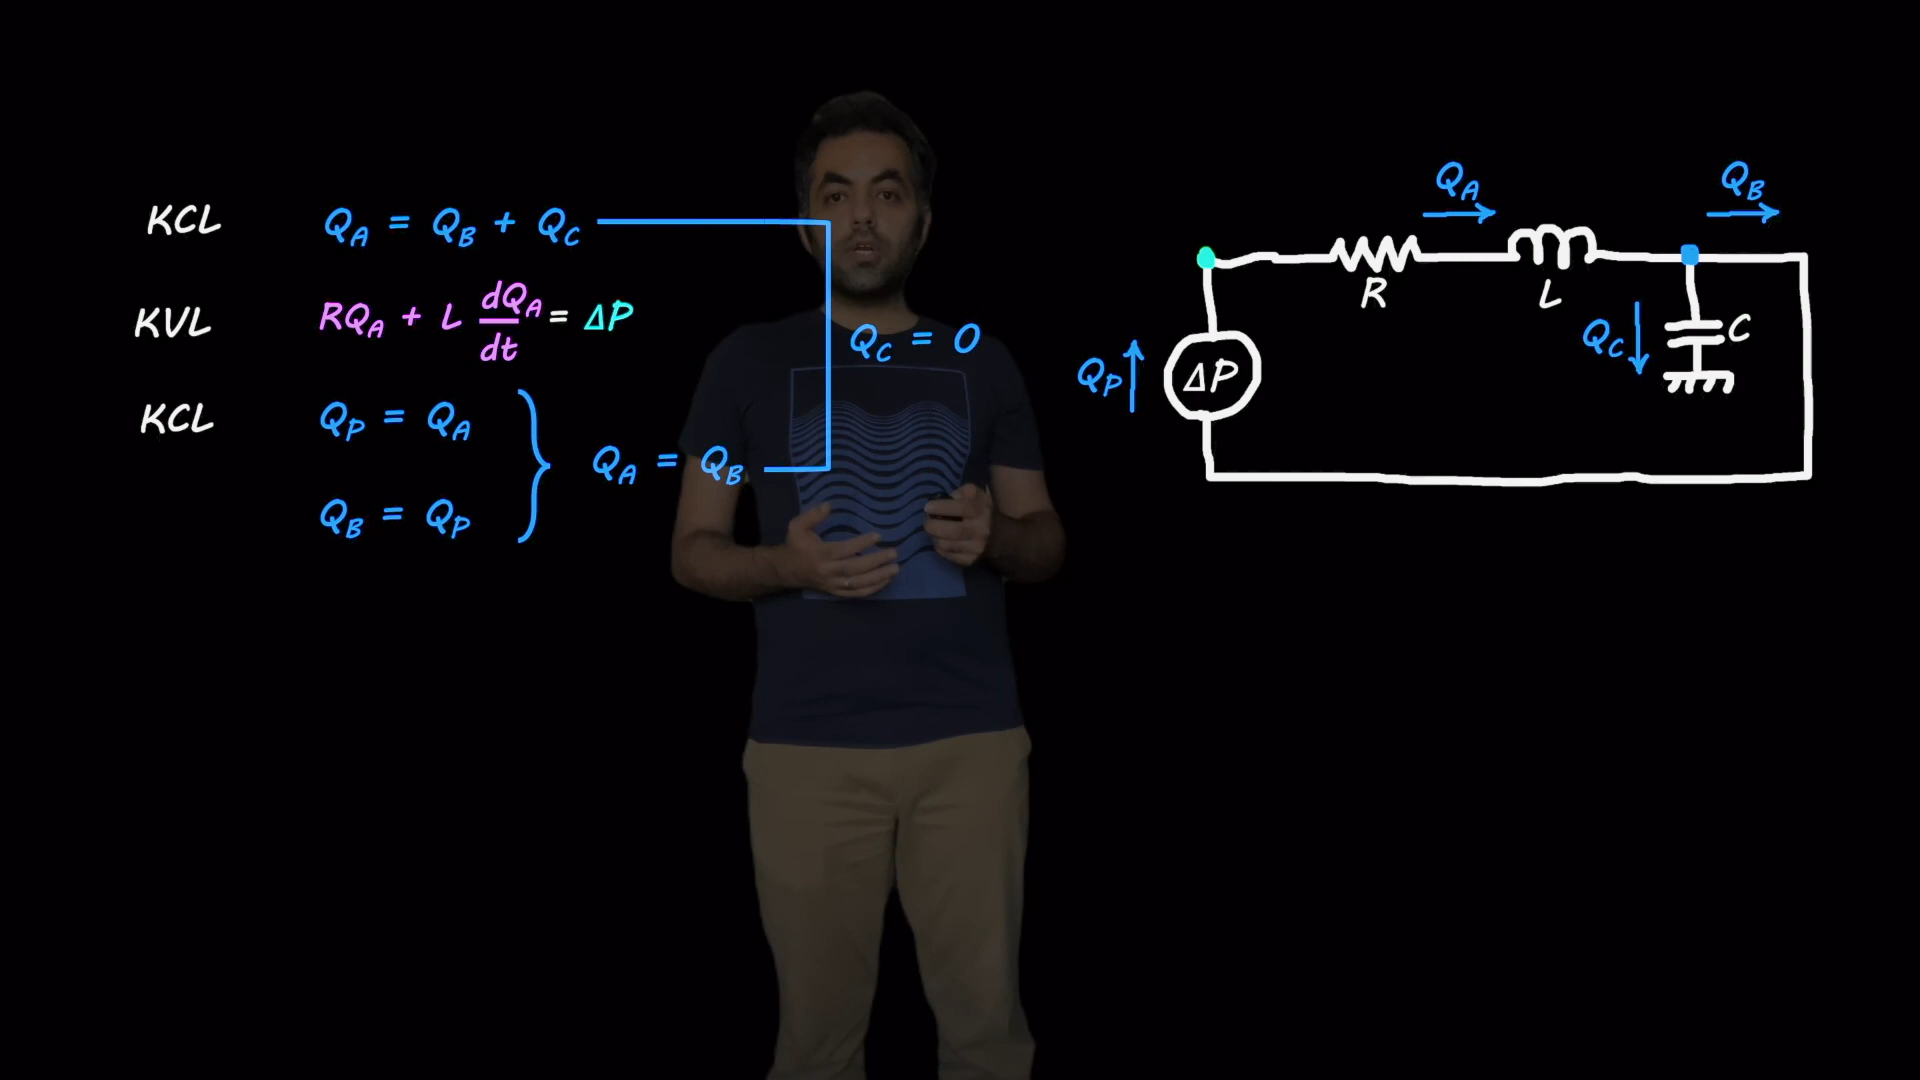 KCL Q_A = Q_B + Q_C
KVL RQ_A + L dQ_A/dt = ΔP
Q_C = 0
KCL Q_P = Q_A
Q_A = Q_B
Q_B = Q_P
Q_A
Q_B
R
L
Q_C
C
Q_P
ΔP